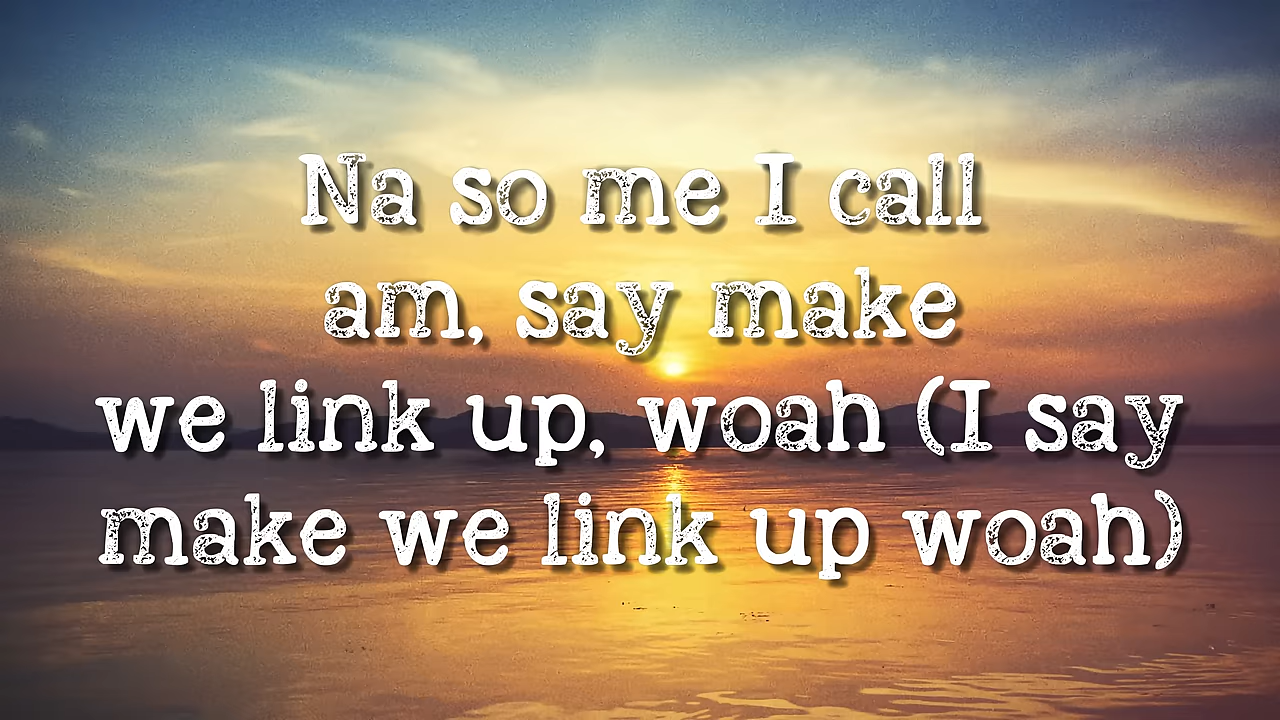 Na so me I call
am, say make
we link up, woah (I say
make we link up woah)